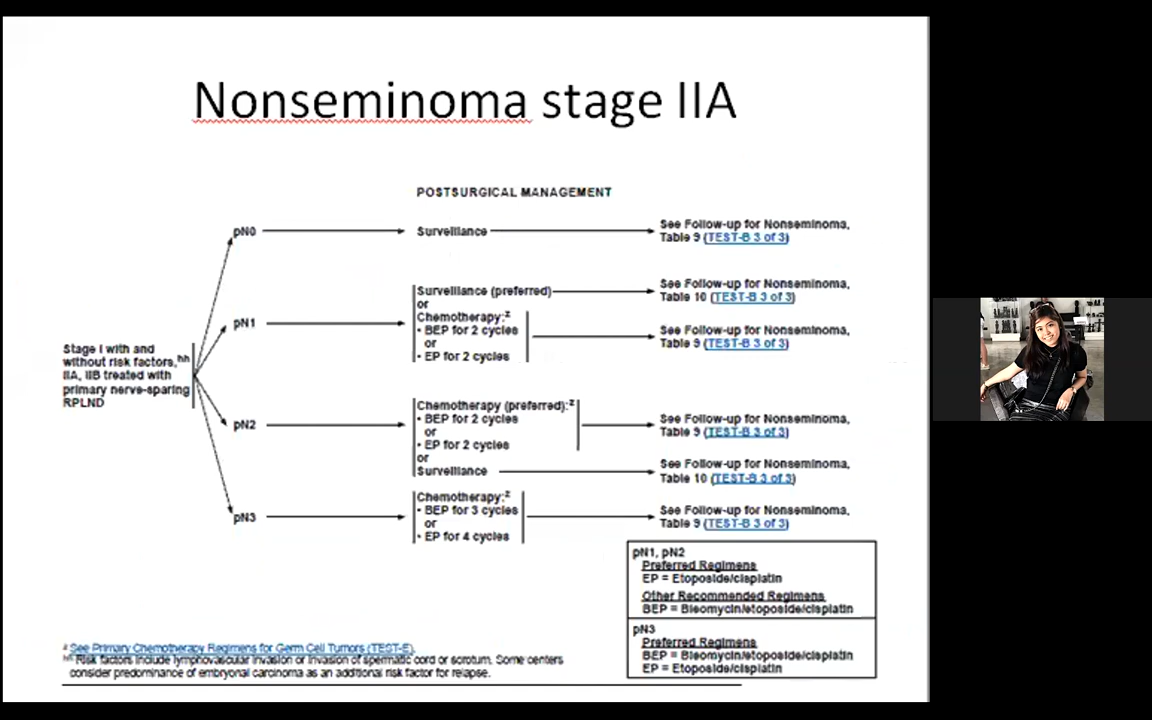 Nonseminoma stage IIA
POSTSURGICAL MANAGEMENT
Stage I with and
without risk factors,hh
IIA, IIB treated with
primary nerve-sparing
RPLND
pN0
Surveillance
See Follow-up for Nonseminoma,
Table 9 (TEST-B 3 of 3)
pN1
Surveillance (preferred)
or
Chemotherapy:z
• BEP for 2 cycles
or
• EP for 2 cycles
See Follow-up for Nonseminoma,
Table 10 (TEST-B 3 of 3)
See Follow-up for Nonseminoma,
Table 9 (TEST-B 3 of 3)
pN2
Chemotherapy (preferred):z
• BEP for 2 cycles
or
• EP for 2 cycles
or
Surveillance
See Follow-up for Nonseminoma,
Table 9 (TEST-B 3 of 3)
See Follow-up for Nonseminoma,
Table 10 (TEST-B 3 of 3)
pN3
Chemotherapy:z
• BEP for 3 cycles
or
• EP for 4 cycles
See Follow-up for Nonseminoma,
Table 9 (TEST-B 3 of 3)
pN1, pN2
Preferred Regimens
EP = Etoposide/cisplatin
Other Recommended Regimens
BEP = Bleomycin/etoposide/cisplatin
pN3
Preferred Regimens
BEP = Bleomycin/etoposide/cisplatin
EP = Etoposide/cisplatin
z See Primary Chemotherapy Regimens for Germ Cell Tumors (TEST-E).
hh Risk factors include lymphovascular invasion or invasion of spermatic cord or scrotum. Some centers
consider predominance of embryonal carcinoma as an additional risk factor for relapse.